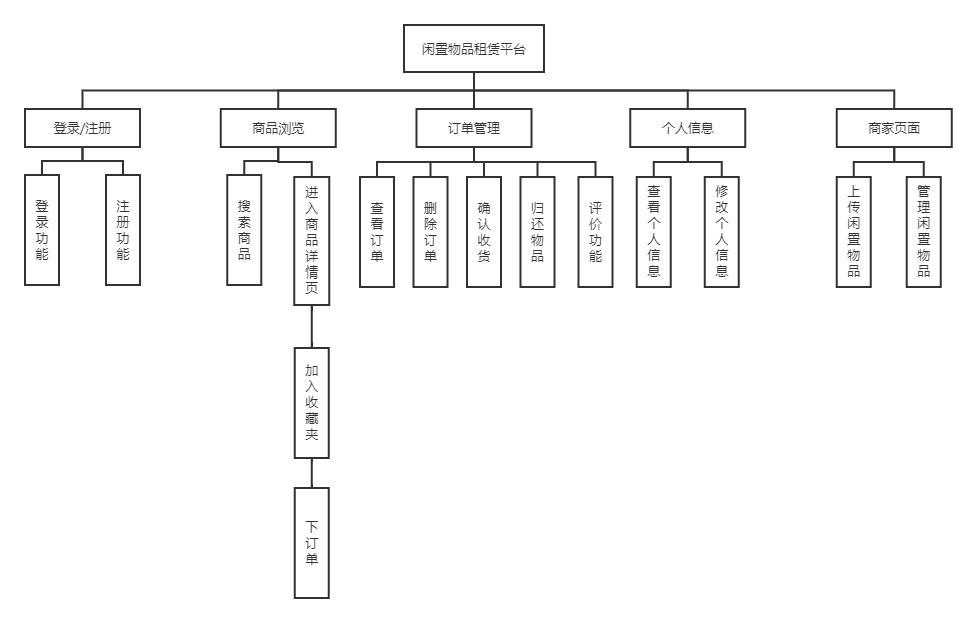 闲置物品租赁平台
登录/注册
商品浏览
订单管理
个人信息
商家页面
登录功能
注册功能
搜索商品
进入商品详情页
查看订单
删除订单
确认收货
归还物品
评价功能
查看个人信息
修改个人信息
上传闲置物品
管理闲置物品
加入收藏夹
下订单